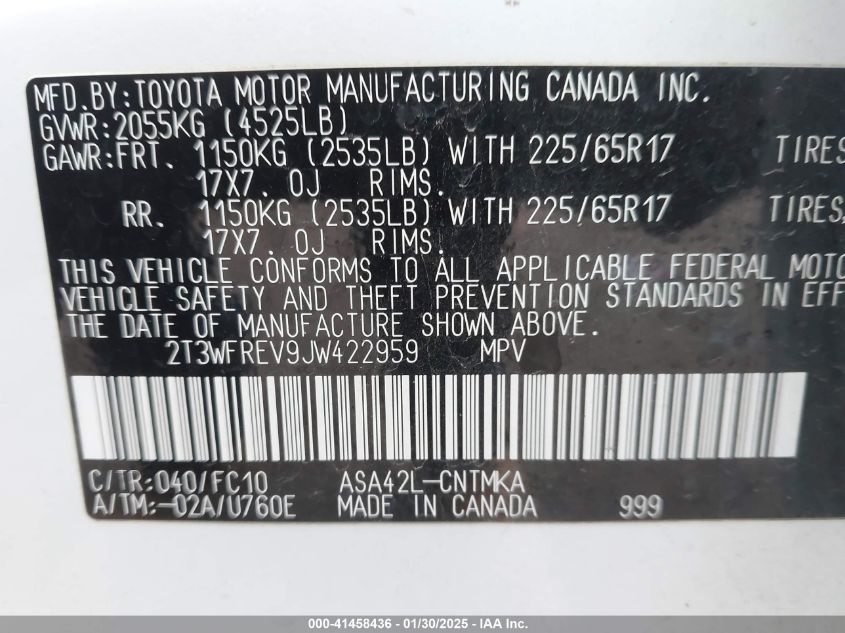 MFD.BY:TOYOTA MOTOR MANUFACTURING CANADA INC.
GVWR:2055KG (4525LB)
GAWR:FRT. 1150KG (2535LB) WITH 225/65R17 TIRES
17X7.0J RIMS.
RR. 1150KG (2535LB) WITH 225/65R17 TIRES,
17X7.0J RIMS.
THIS VEHICLE CONFORMS TO ALL APPLICABLE FEDERAL MOTO
VEHICLE SAFETY AND THEFT PREVENTION STANDARDS IN EFF
THE DATE OF MANUFACTURE SHOWN ABOVE.
2T3WFREV9JW422959 MPV
C/TR:040/FC10 ASA42L-CNTMKA
A/TM:-02A/U760E MADE IN CANADA 999
000-41458436 - 01/30/2025 - IAA Inc.